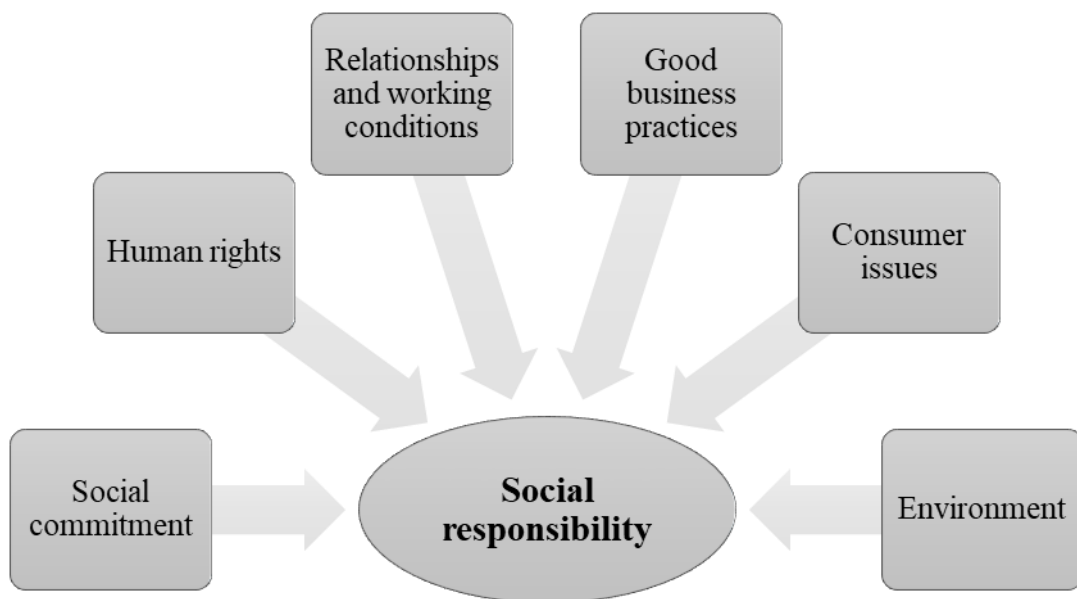 Relationships
and working
conditions
Good
business
practices
Human rights
Consumer
issues
Social
commitment
Social
responsibility
Environment